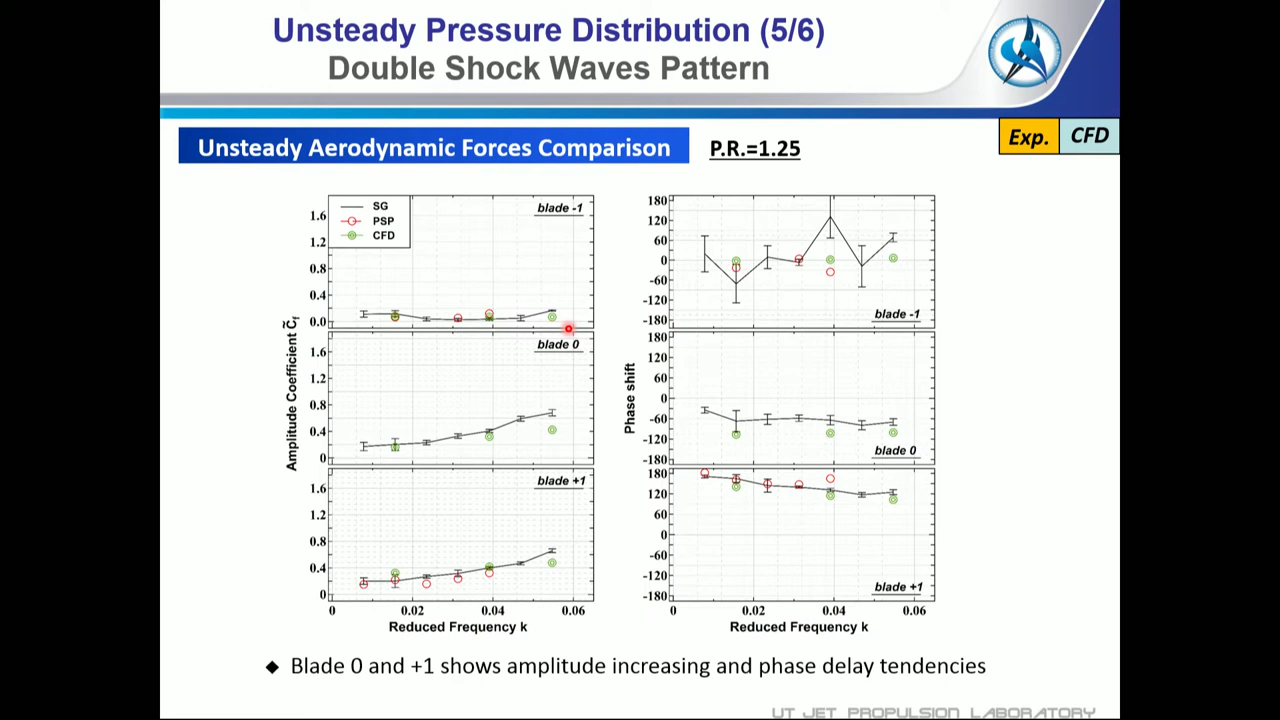 Unsteady Pressure Distribution (5/6)
Double Shock Waves Pattern
Unsteady Aerodynamic Forces Comparison
P.R.=1.25
Exp.
CFD
SG
PSP
CFD
blade -1
1.6
1.2
0.8
0.4
0.0
blade 0
1.6
1.2
0.8
0.4
0
blade +1
1.6
1.2
0.8
0.4
0
Amplitude Coefficient C̃f
0 0.02 0.04 0.06
Reduced Frequency k
180
120
60
0
-60
-120
-180
blade -1
180
120
60
0
-60
-120
-180
blade 0
180
120
60
0
-60
-120
-180
blade +1
Phase shift
0 0.02 0.04 0.06
Reduced Frequency k
◆ Blade 0 and +1 shows amplitude increasing and phase delay tendencies
UT JET PROPULSION LABORATORY